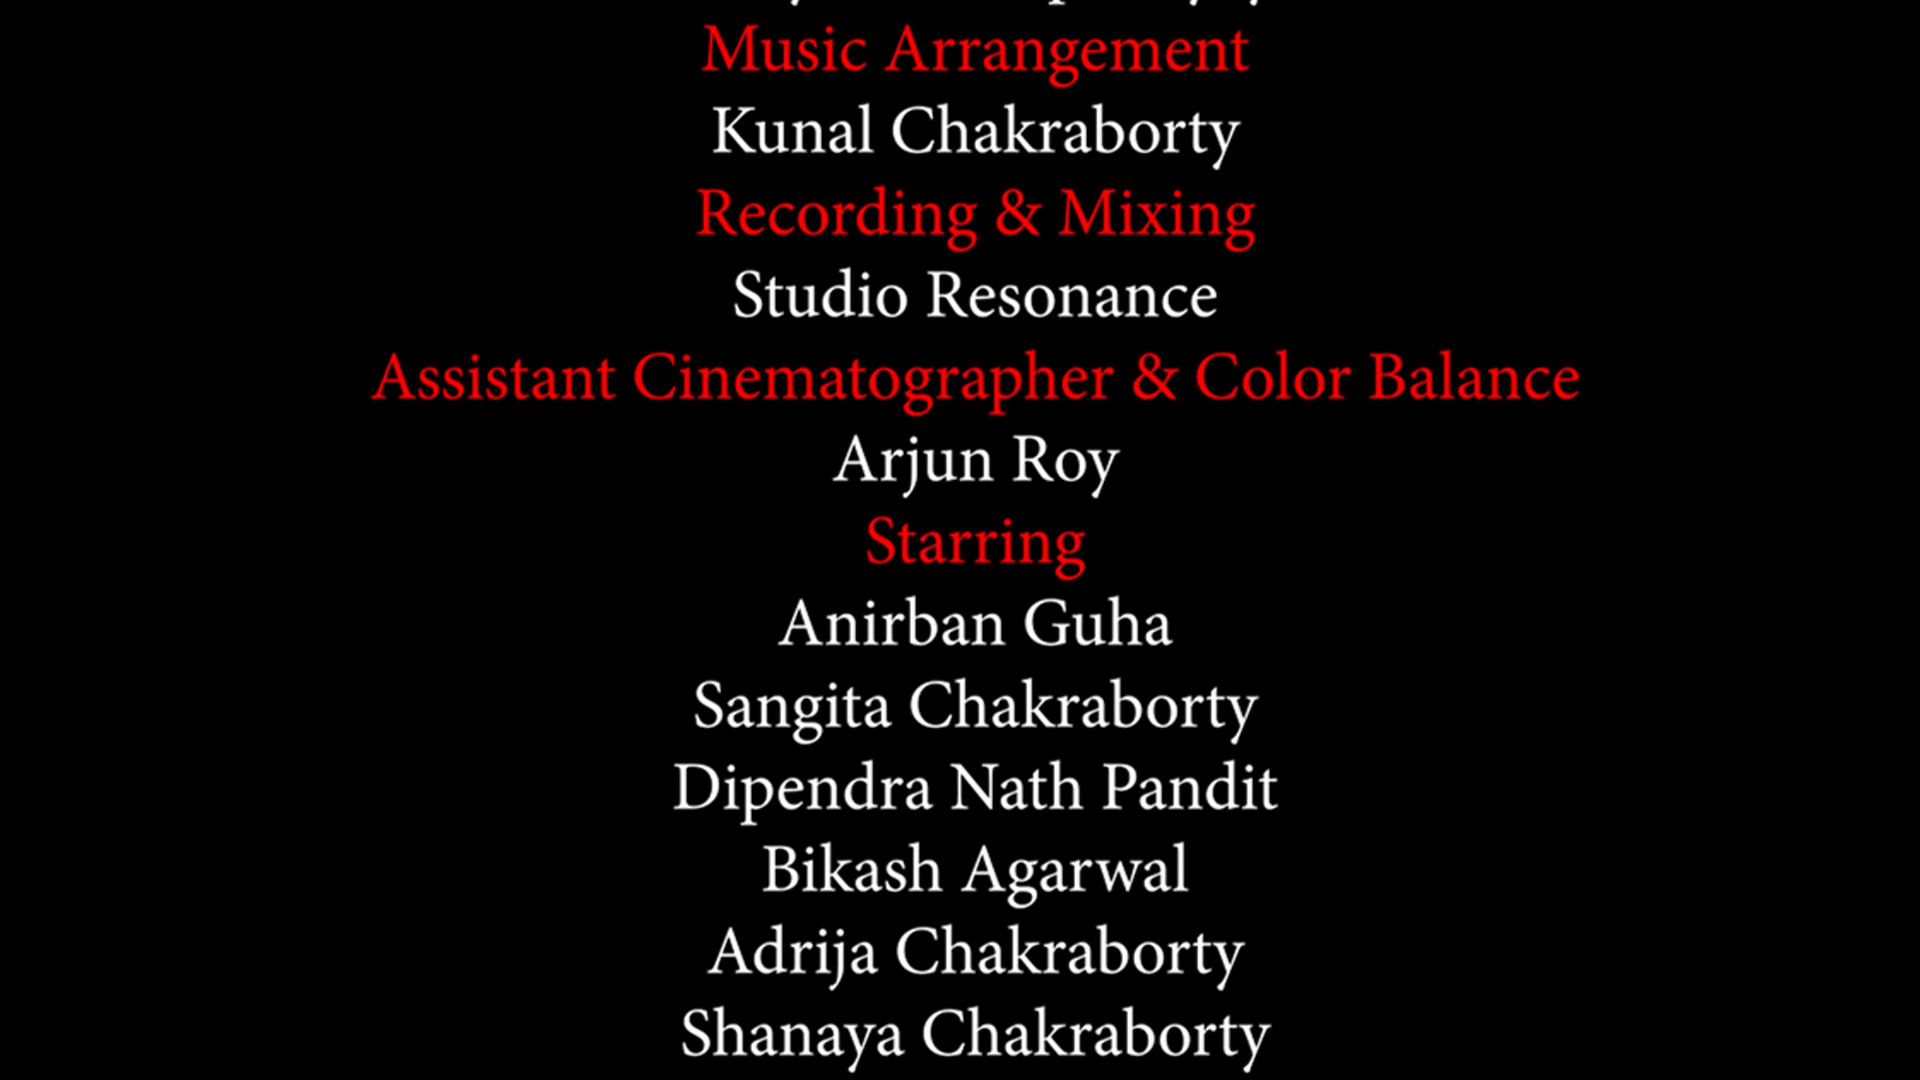 Music Arrangement
Kunal Chakraborty
Recording & Mixing
Studio Resonance
Assistant Cinematographer & Color Balance
Arjun Roy
Starring
Anirban Guha
Sangita Chakraborty
Dipendra Nath Pandit
Bikash Agarwal
Adrija Chakraborty
Shanaya Chakraborty